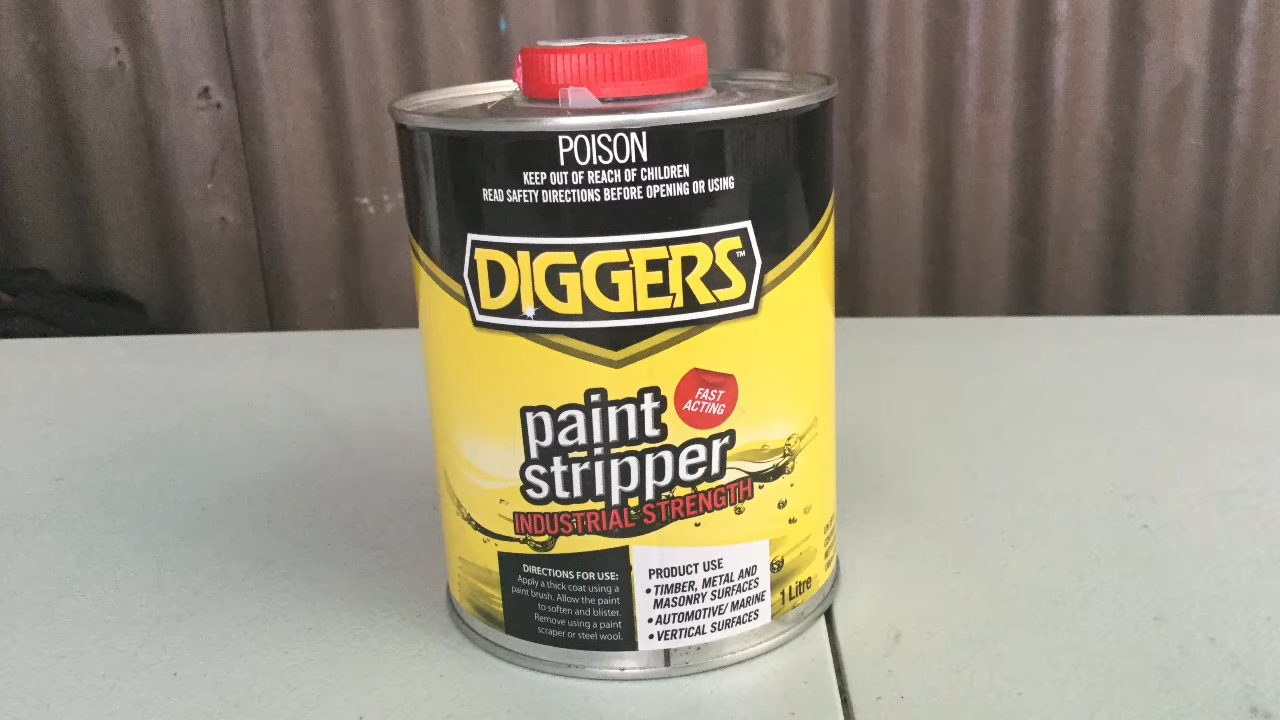 POISON
KEEP OUT OF REACH OF CHILDREN
READ SAFETY DIRECTIONS BEFORE OPENING OR USING
DIGGERS™
paint
stripper
FAST
ACTING
INDUSTRIAL STRENGTH
DIRECTIONS FOR USE:
Apply a thick coat using a
paint brush. Allow the paint
to soften and blister.
Remove using a paint
scraper or steel wool.
PRODUCT USE
• TIMBER, METAL AND
MASONRY SURFACES
• AUTOMOTIVE/ MARINE
• VERTICAL SURFACES
1 Litre